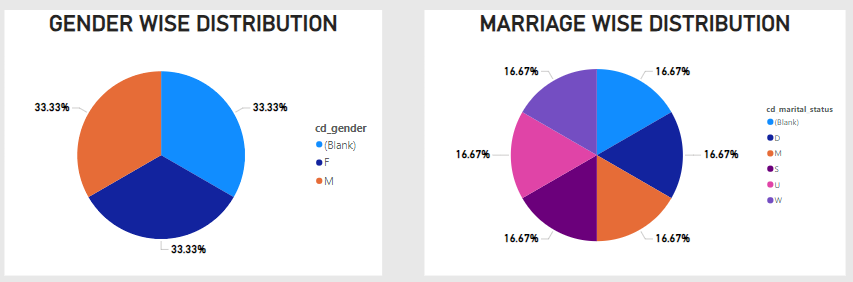 GENDER WISE DISTRIBUTION
33.33%
33.33%
33.33%
cd_gender
(Blank)
F
M
MARRIAGE WISE DISTRIBUTION
16.67%
16.67%
16.67%
16.67%
16.67%
16.67%
cd_marital_status
(Blank)
D
M
S
U
W